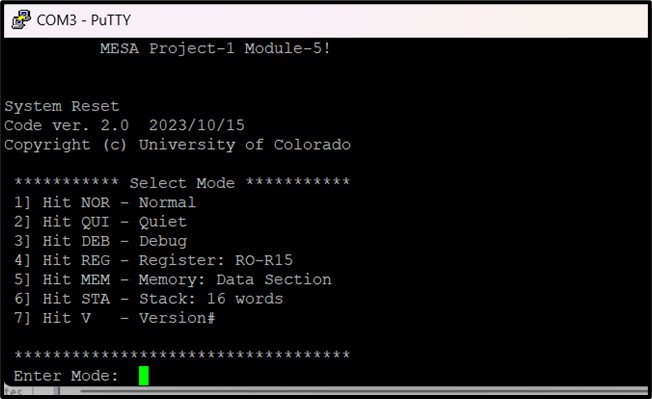 COM3 - PuTTY
MESA Project-1 Module-5!
System Reset
Code ver. 2.0  2023/10/15
Copyright (c) University of Colorado
*********** Select Mode ***********
1] Hit NOR - Normal
2] Hit QUI - Quiet
3] Hit DEB - Debug
4] Hit REG - Register: RO-R15
5] Hit MEM - Memory: Data Section
6] Hit STA - Stack: 16 words
7] Hit V   - Version#
***********************************
Enter Mode: